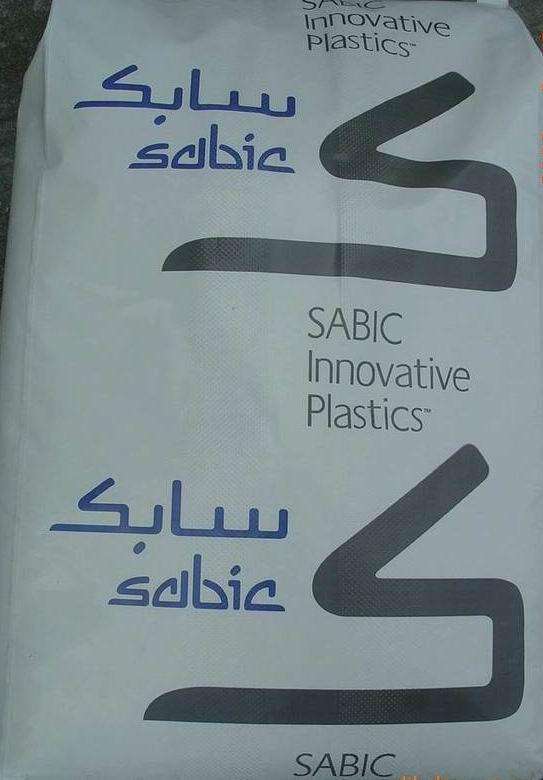 SABIC
Innovative
Plastics™
سابك
sabic
SABIC
Innovative
Plastics™
سابك
sabic
SABIC